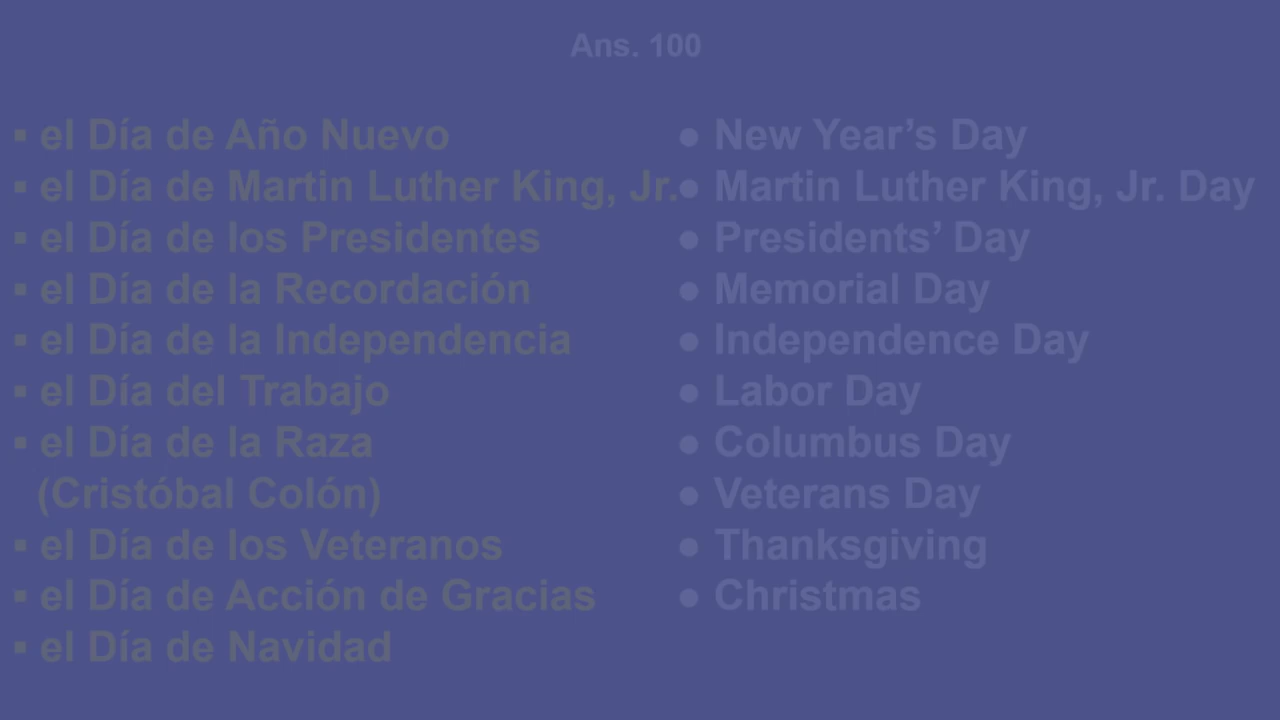 Ans. 100
▪ el Día de Año Nuevo
▪ el Día de Martin Luther King, Jr.
▪ el Día de los Presidentes
▪ el Día de la Recordación
▪ el Día de la Independencia
▪ el Día del Trabajo
▪ el Día de la Raza
(Cristóbal Colón)
▪ el Día de los Veteranos
▪ el Día de Acción de Gracias
▪ el Día de Navidad
● New Year’s Day
● Martin Luther King, Jr. Day
● Presidents’ Day
● Memorial Day
● Independence Day
● Labor Day
● Columbus Day
● Veterans Day
● Thanksgiving
● Christmas